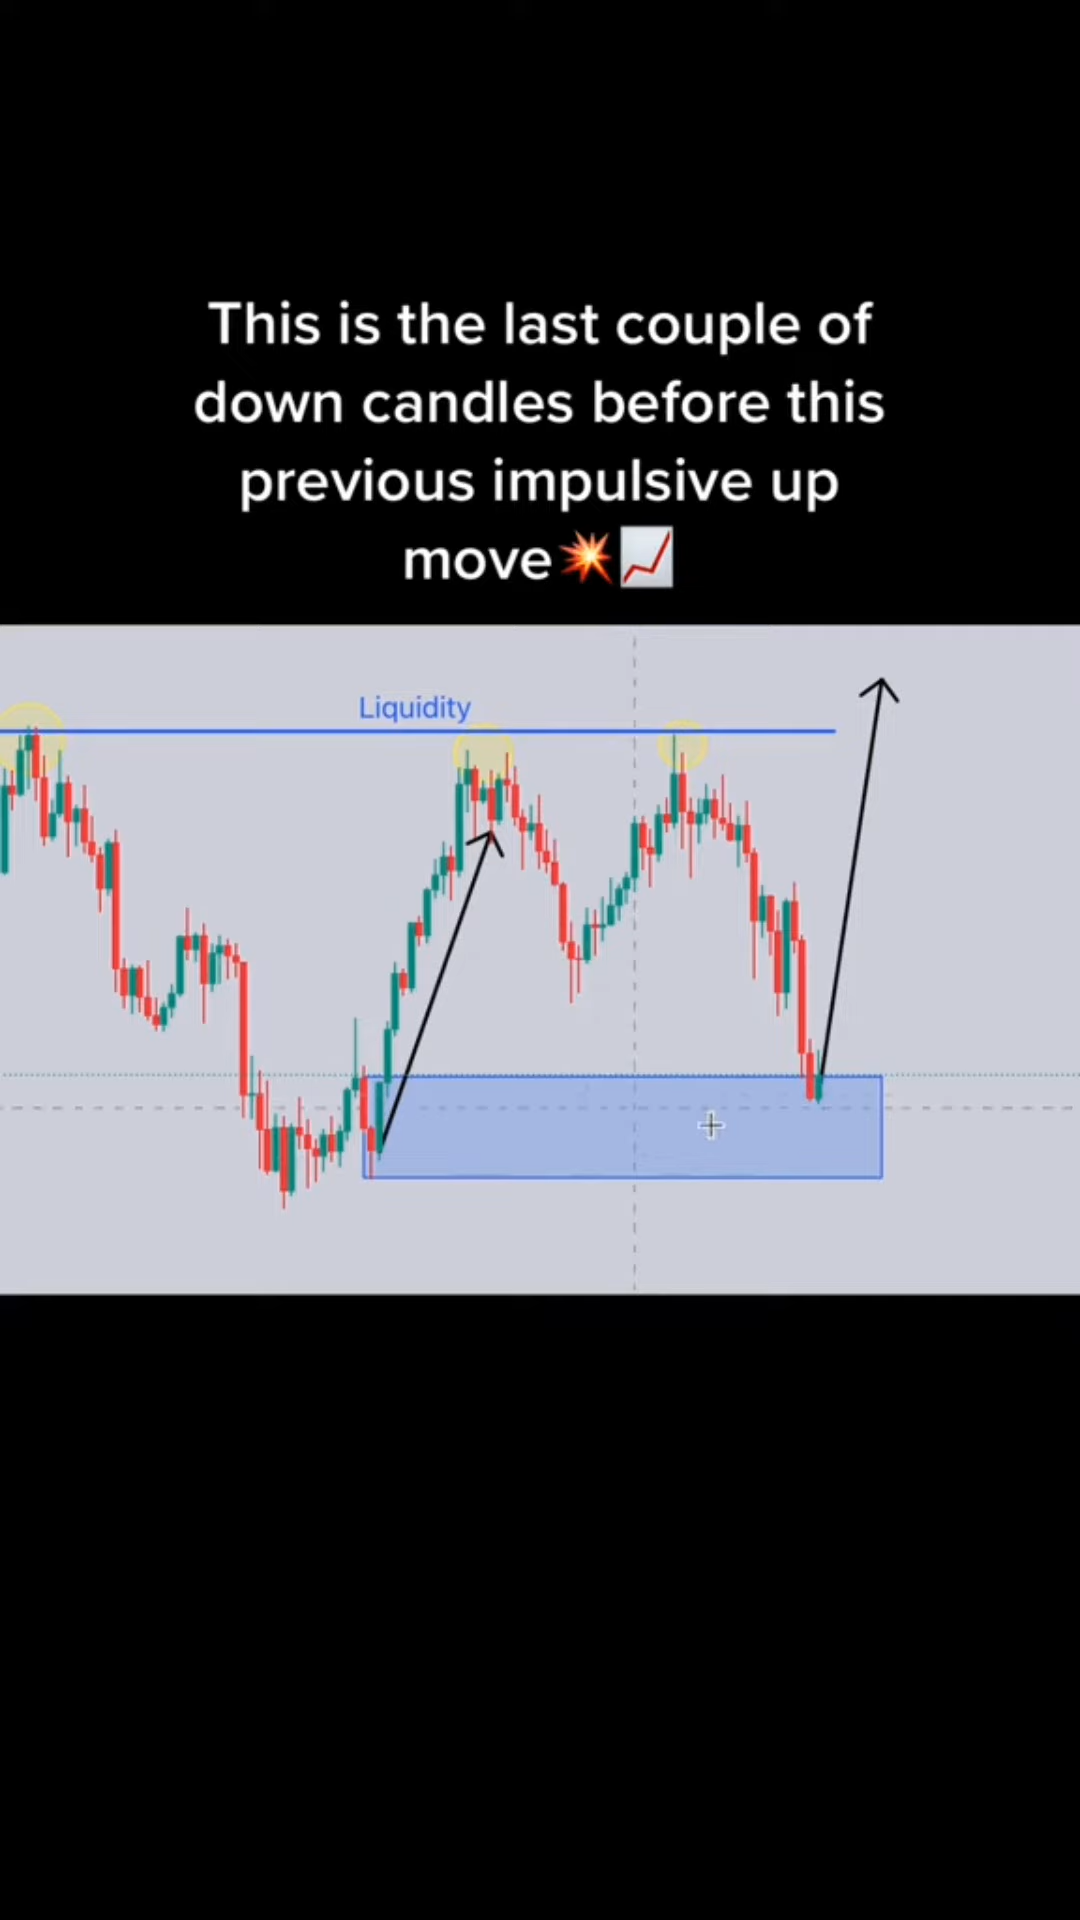 This is the last couple of
down candles before this
previous impulsive up
move💥📈
Liquidity